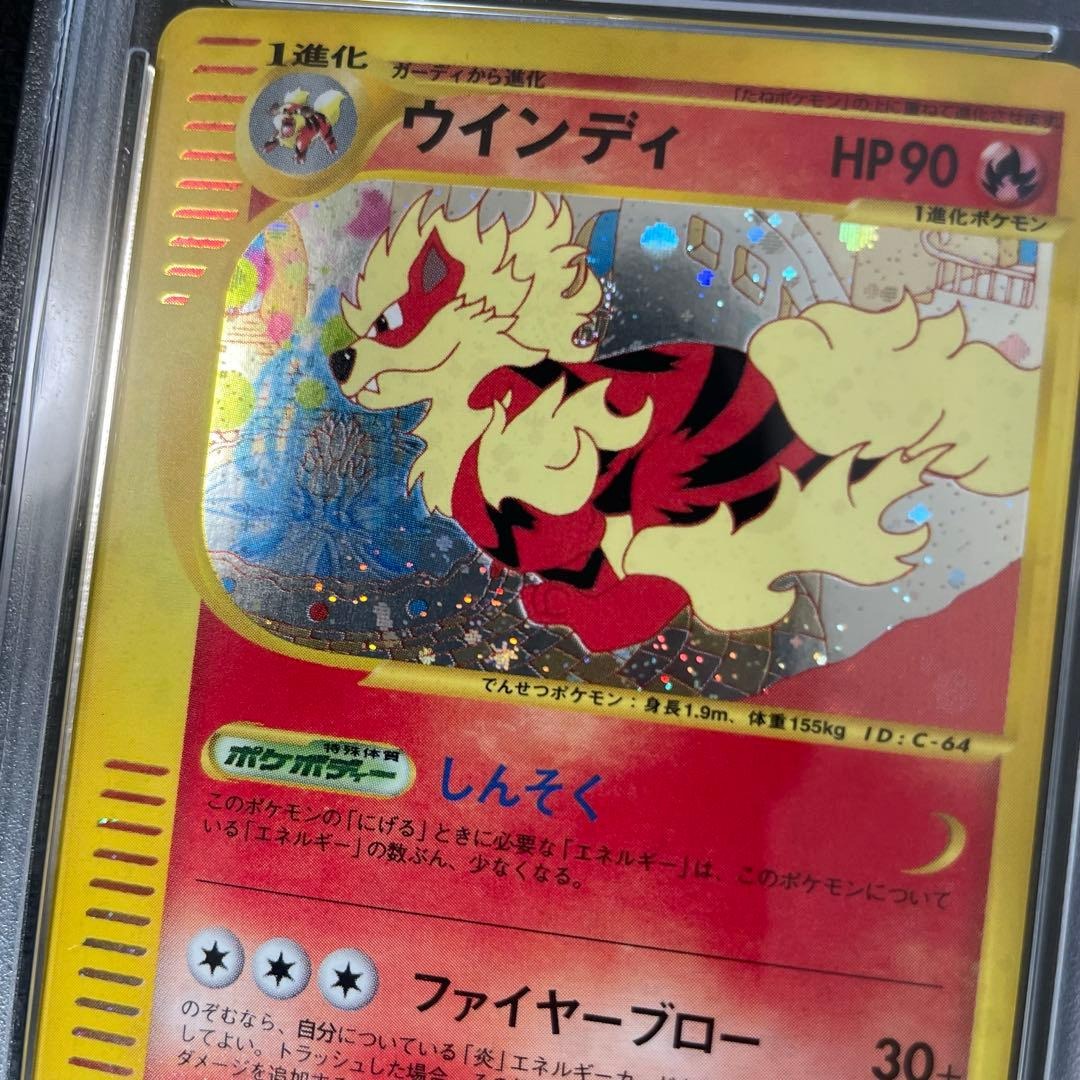 1進化
ガーディから進化
「たねポケモン」の上に重ねて進化させます。
ウインディ
HP90
1進化ポケモン
でんせつポケモン：身長1.9m、体重155kg ID：C-64
特殊体質
ポケボディー
しんそく
このポケモンの「にげる」ときに必要な「エネルギー」は、このポケモンについて
いる「エネルギー」の数ぶん、少なくなる。
ファイヤーブロー
30+
のぞむなら、自分についている「炎」エネルギーカード
してよい。トラッシュした場合、
ダメージを追加する